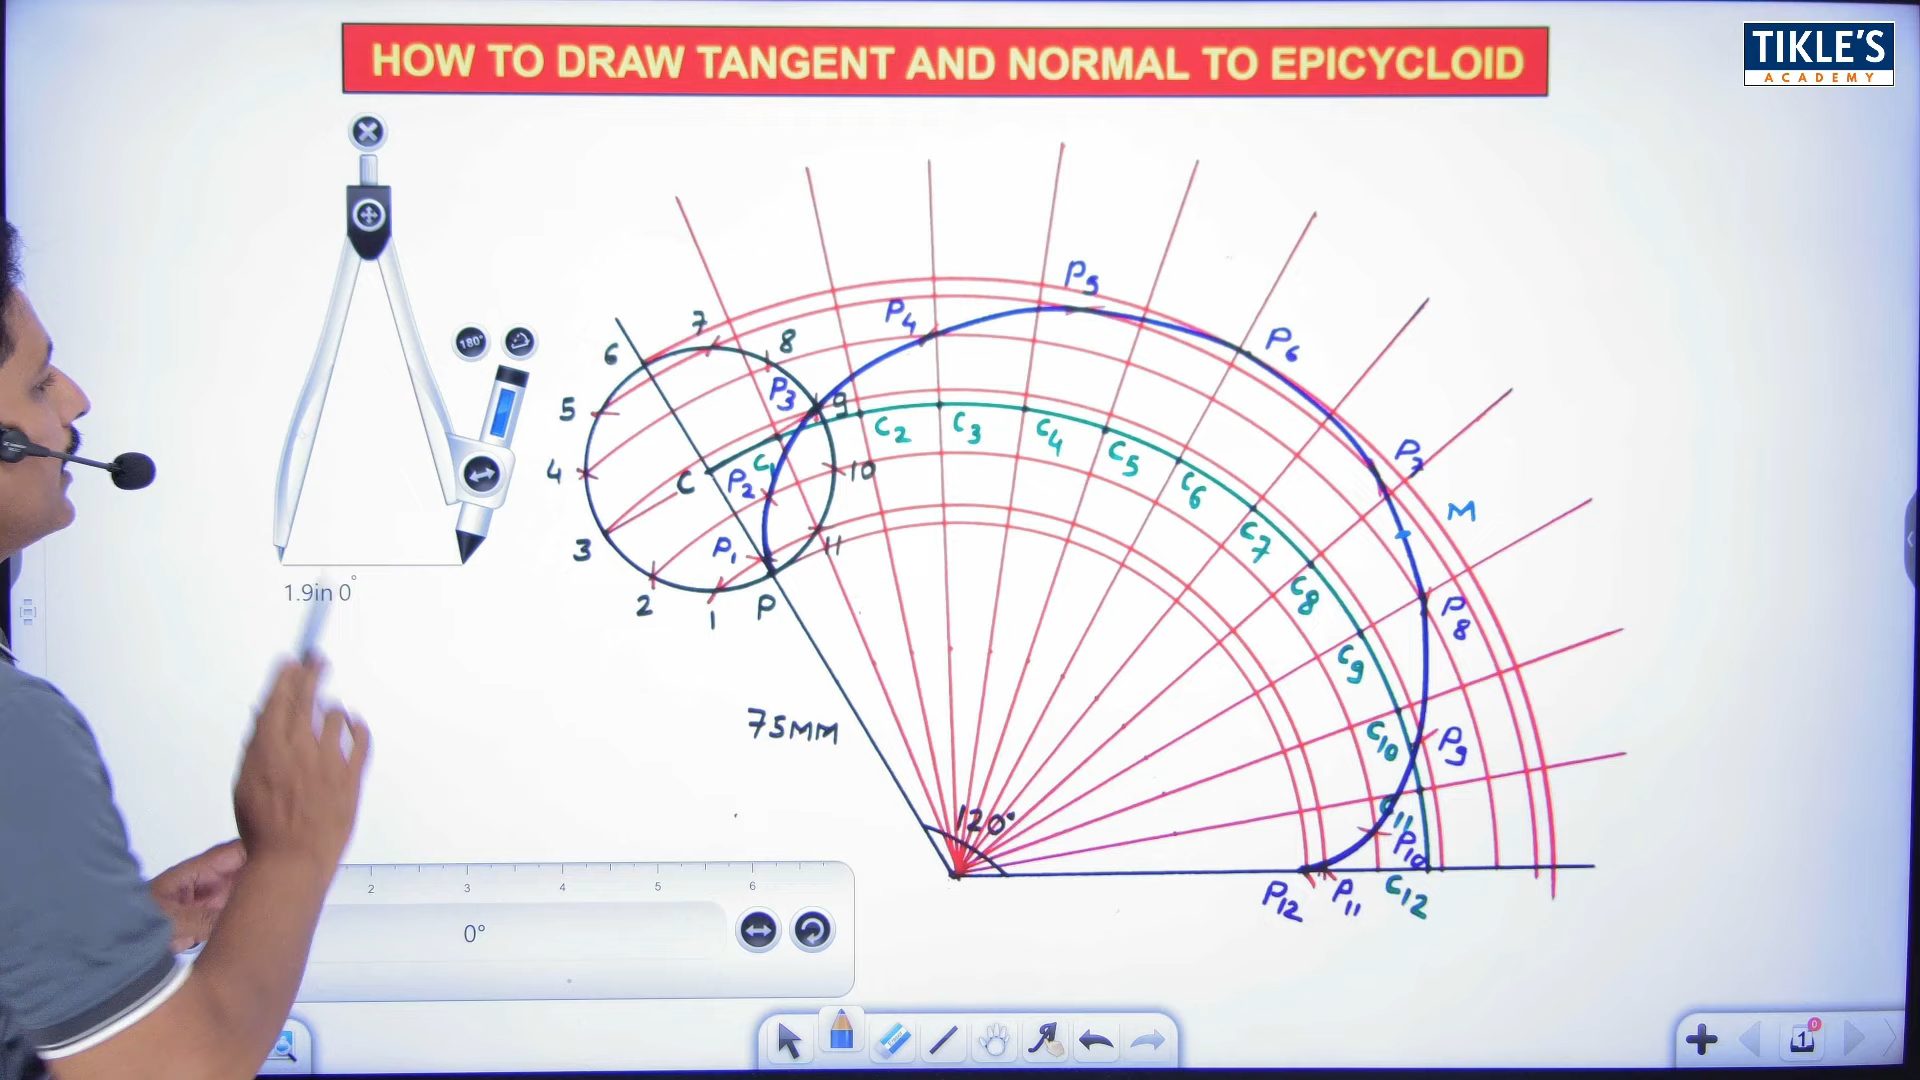 HOW TO DRAW TANGENT AND NORMAL TO EPICYCLOID
TIKLE'S
ACADEMY
180°
1.9in 0°
P5
P4
7
8
6
P6
P3
9
5
C2
C3
C4
C5
P7
4
C
C1
P2
10
C6
M
3
P1
11
C7
2
1
P
C8
P8
C9
75MM
C10
P9
120°
C11
P10
P12
P11
C12
2
3
4
5
6
0°
1
0